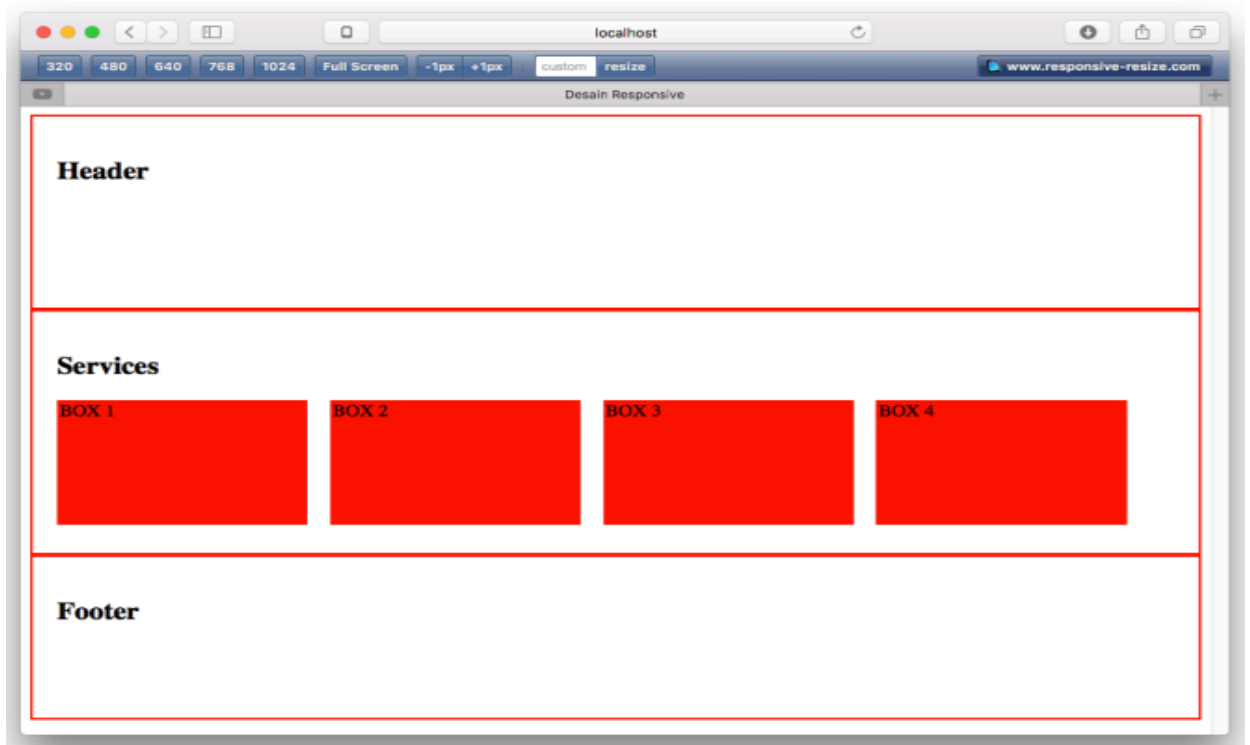 localhost
320 480 640 768 1024 Full Screen -1px +1px custom resize www.responsive-resize.com
Desain Responsive
Header
Services
BOX 1 BOX 2 BOX 3 BOX 4
Footer